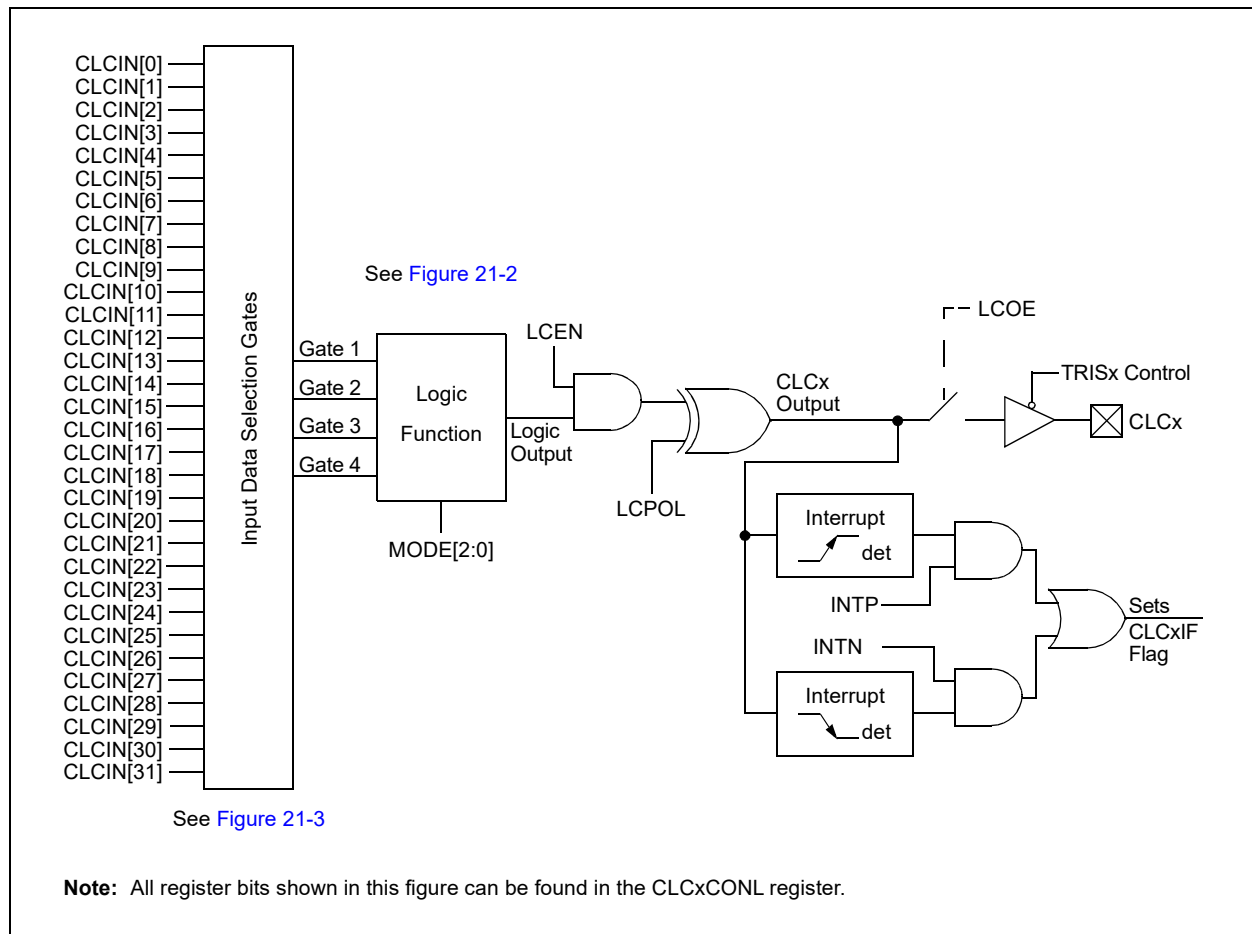 CLCIN[0]
CLCIN[1]
CLCIN[2]
CLCIN[3]
CLCIN[4]
CLCIN[5]
CLCIN[6]
CLCIN[7]
CLCIN[8]
CLCIN[9]
CLCIN[10]
CLCIN[11]
CLCIN[12]
CLCIN[13]
CLCIN[14]
CLCIN[15]
CLCIN[16]
CLCIN[17]
CLCIN[18]
CLCIN[19]
CLCIN[20]
CLCIN[21]
CLCIN[22]
CLCIN[23]
CLCIN[24]
CLCIN[25]
CLCIN[26]
CLCIN[27]
CLCIN[28]
CLCIN[29]
CLCIN[30]
CLCIN[31]
Input Data Selection Gates
See Figure 21-3
See Figure 21-2
Gate 1
Gate 2
Gate 3
Gate 4
Logic
Function
MODE[2:0]
Logic
Output
LCEN
LCPOL
CLCx
Output
LCOE
TRISx Control
CLCx
Interrupt
det
INTP
INTN
Interrupt
det
Sets
CLCxIF
Flag
Note: All register bits shown in this figure can be found in the CLCxCONL register.